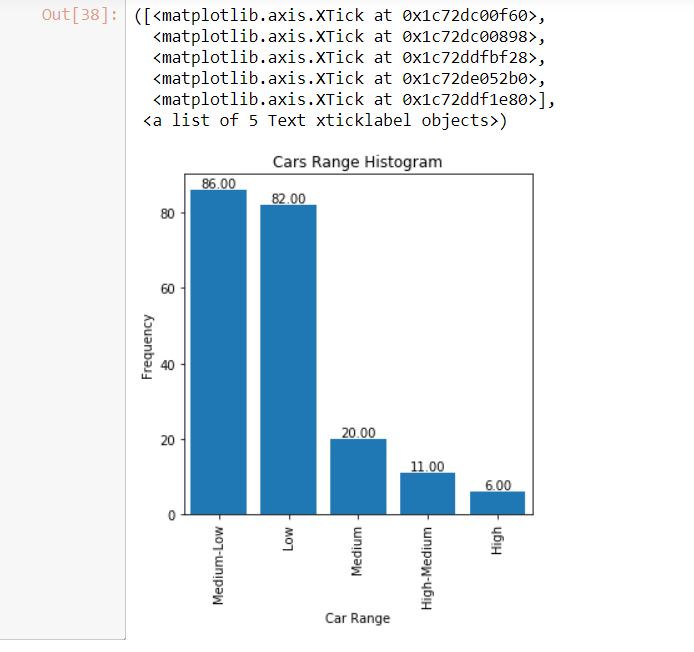 Out[38]: ([<matplotlib.axis.XTick at 0x1c72dc00f60>,
<matplotlib.axis.XTick at 0x1c72dc00898>,
<matplotlib.axis.XTick at 0x1c72ddfbf28>,
<matplotlib.axis.XTick at 0x1c72de052b0>,
<matplotlib.axis.XTick at 0x1c72ddf1e80>],
<a list of 5 Text xticklabel objects>)
Cars Range Histogram
86.00
82.00
20.00
11.00
6.00
80
60
40
20
0
Frequency
Medium-Low
Low
Medium
High-Medium
High
Car Range